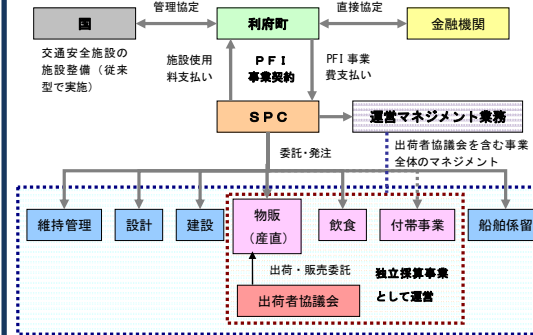 管理協定
直接協定
国
利府町
金融機関
交通安全施設の
施設整備（従来
型で実施）
施設使用
料支払い
ＰＦＩ
事業契約
PFI 事業
費支払い
ＳＰＣ
運営マネジメント業務
委託・発注
出荷者協議会を含む事業
全体のマネジメント
維持管理
設計
建設
物販
（産直）
飲食
付帯事業
船舶係留
出荷・販売委託
独立採算事業
として運営
出荷者協議会